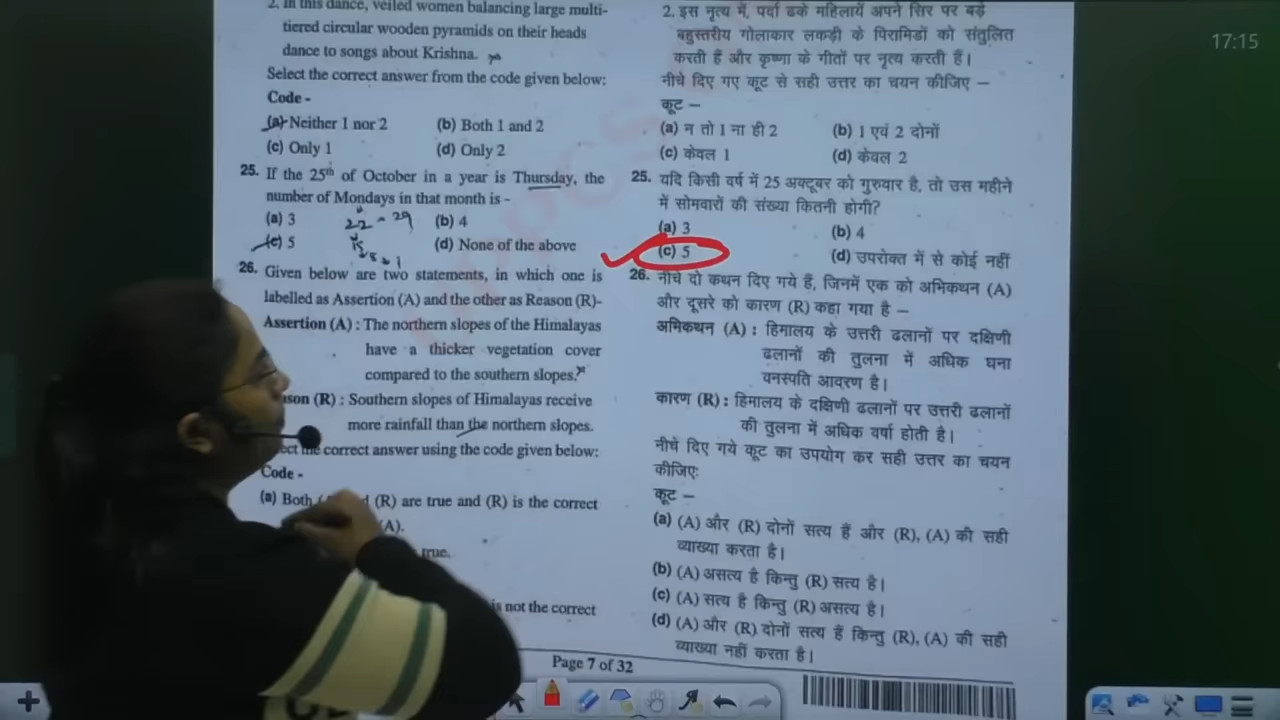 2. In this dance, veiled women balancing large multi-
tiered circular wooden pyramids on their heads
dance to songs about Krishna.
Select the correct answer from the code given below:
Code -
(a) Neither 1 nor 2 (b) Both 1 and 2
(c) Only 1 (d) Only 2
25. If the 25th of October in a year is Thursday, the
number of Mondays in that month is -
(a) 3 22 - 29 (b) 4
(c) 5 (d) None of the above
26. Given below are two statements, in which one is
labelled as Assertion (A) and the other as Reason (R)-
Assertion (A) : The northern slopes of the Himalayas
have a thicker vegetation cover
compared to the southern slopes.
son (R) : Southern slopes of Himalayas receive
more rainfall than the northern slopes.
ect the correct answer using the code given below:
Code -
(a) Both (R) are true and (R) is the correct
(A).
true.
is not the correct
Page 7 of 32
2. इस नृत्य में, पर्दा ढके महिलायें अपने सिर पर बड़े
बहुस्तरीय गोलाकार लकड़ी के पिरामिडों को संतुलित
करती हैं और कृष्णा के गीतों पर नृत्य करती हैं।
नीचे दिए गए कूट से सही उत्तर का चयन कीजिए –
कूट –
(a) न तो 1 ना ही 2 (b) 1 एवं 2 दोनों
(c) केवल 1 (d) केवल 2
25. यदि किसी वर्ष में 25 अक्टूबर को गुरुवार है, तो उस महीने
में सोमवारों की संख्या कितनी होगी?
(a) 3 (b) 4
(c) 5 (d) उपरोक्त में से कोई नहीं
26. नीचे दो कथन दिए गये हैं, जिनमें एक को अभिकथन (A)
और दूसरे को कारण (R) कहा गया है –
अभिकथन (A) : हिमालय के उत्तरी ढलानों पर दक्षिणी
ढलानों की तुलना में अधिक घना
वनस्पति आवरण है।
कारण (R) : हिमालय के दक्षिणी ढलानों पर उत्तरी ढलानों
की तुलना में अधिक वर्षा होती है।
नीचे दिए गये कूट का उपयोग कर सही उत्तर का चयन
कीजिए:
कूट –
(a) (A) और (R) दोनों सत्य हैं और (R), (A) की सही
व्याख्या करता है।
(b) (A) असत्य है किन्तु (R) सत्य है।
(c) (A) सत्य है किन्तु (R) असत्य है।
(d) (A) और (R) दोनों सत्य हैं किन्तु (R), (A) की सही
व्याख्या नहीं करता है।
17:15